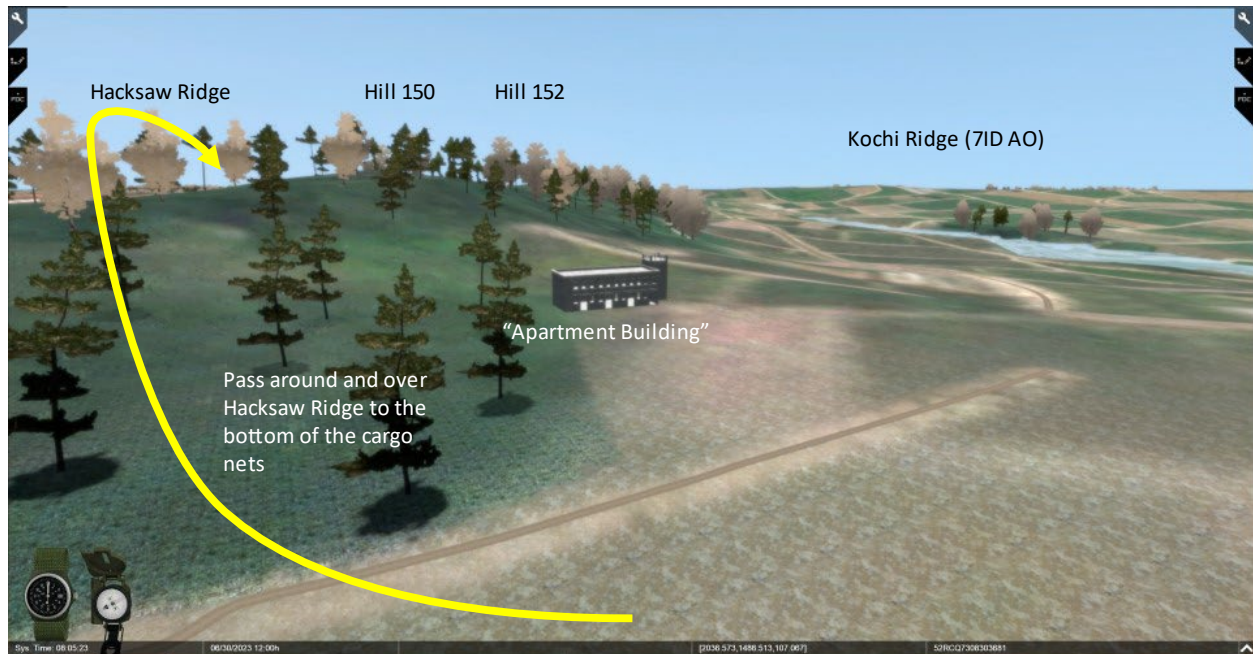 Hacksaw Ridge
Hill 150
Hill 152
Kochi Ridge (7ID AO)
“Apartment Building”
Pass around and over
Hacksaw Ridge to the
bottom of the cargo
nets
Sys Time: 08:05:23
06/30/2023 12:00h
[2036.573,1486.513,107.067]
52RCQ7308303681